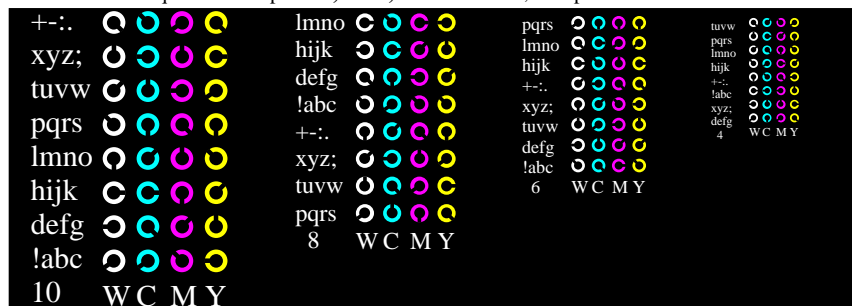 +-:.
xyz;
tuvw
pqrs
lmno
hijk
defg
!abc
10 W C M Y
lmno
hijk
defg
!abc
+-:.
xyz;
tuvw
pqrs
8 W C M Y
pqrs
lmno
hijk
+-:.
xyz;
tuvw
defg
!abc
6 W C M Y
tuvw
pqrs
lmno
hijk
+-:.
!abc
xyz;
defg
4 W C M Y